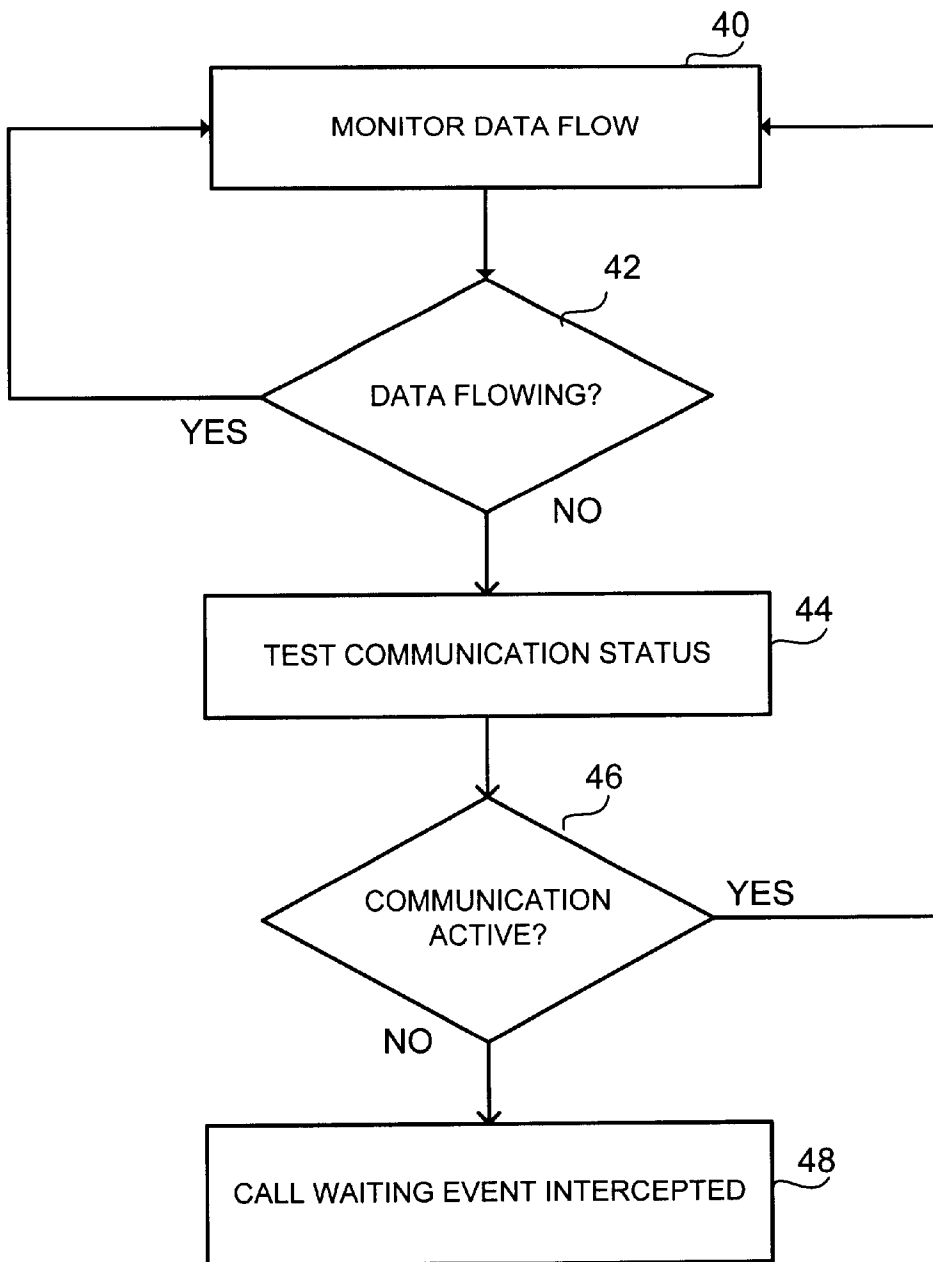 40
MONITOR DATA FLOW
42
DATA FLOWING?
YES
NO
44
TEST COMMUNICATION STATUS
46
COMMUNICATION
ACTIVE?
YES
NO
48
CALL WAITING EVENT INTERCEPTED